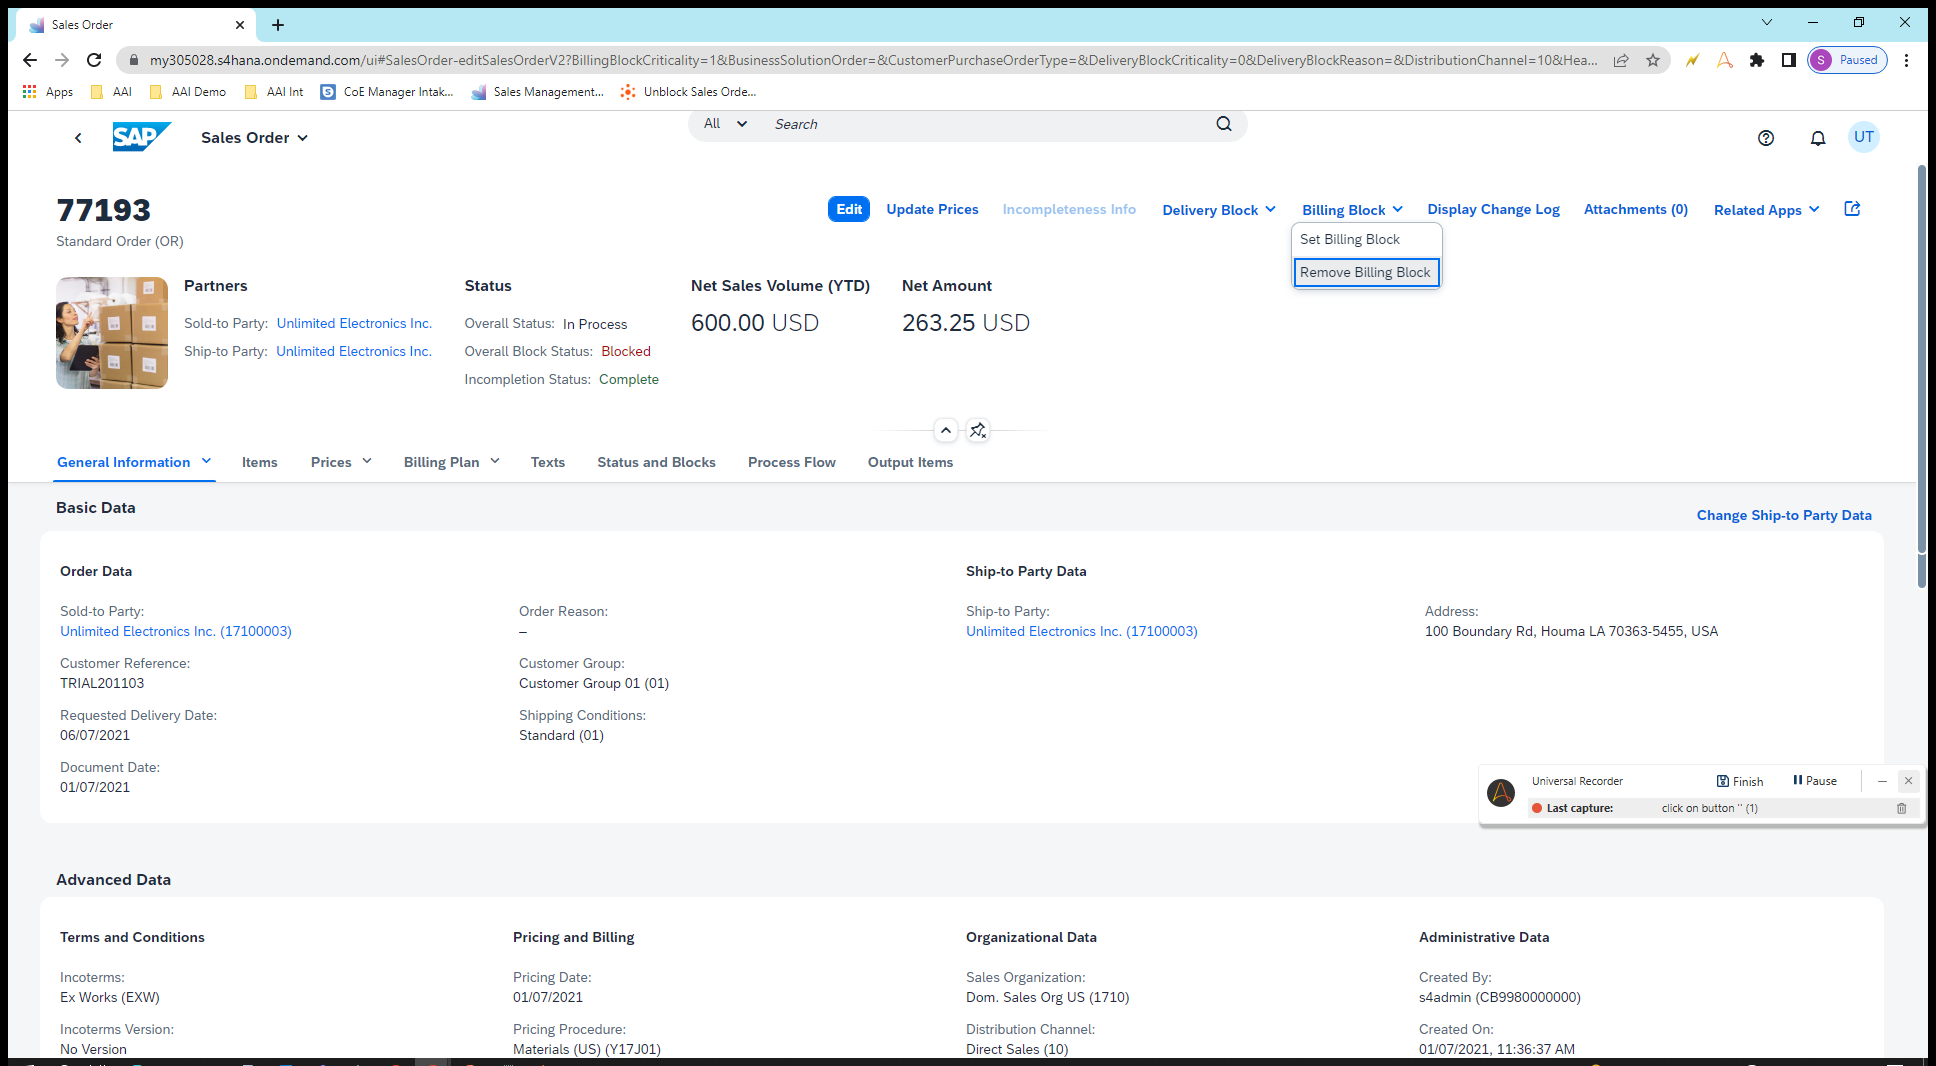 Sales Order
my305028.s4hana.ondemand.com/ui#SalesOrder-editSalesOrderV2?BillingBlockCriticality=1&BusinessSolutionOrder=&CustomerPurchaseOrderType=&DeliveryBlockCriticality=0&DeliveryBlockReason=&DistributionChannel=10&Hea...
S Paused
Apps AAI AAI Demo AAI Int CoE Manager Intak... Sales Management... Unblock Sales Orde...
SAP Sales Order All Search UT
77193
Standard Order (OR)
Edit Update Prices Incompleteness Info Delivery Block Billing Block Display Change Log Attachments (0) Related Apps
Set Billing Block
Remove Billing Block
Partners Status Net Sales Volume (YTD) Net Amount
Sold-to Party: Unlimited Electronics Inc. Overall Status: In Process 600.00 USD 263.25 USD
Ship-to Party: Unlimited Electronics Inc. Overall Block Status: Blocked
Incompletion Status: Complete
General Information Items Prices Billing Plan Texts Status and Blocks Process Flow Output Items
Basic Data
Change Ship-to Party Data
Order Data Ship-to Party Data
Sold-to Party: Order Reason: Ship-to Party: Address:
Unlimited Electronics Inc. (17100003) – Unlimited Electronics Inc. (17100003) 100 Boundary Rd, Houma LA 70363-5455, USA
Customer Reference: Customer Group:
TRIAL201103 Customer Group 01 (01)
Requested Delivery Date: Shipping Conditions:
06/07/2021 Standard (01)
Document Date:
01/07/2021
Universal Recorder Finish Pause
Last capture: click on button '' (1)
Advanced Data
Terms and Conditions Pricing and Billing Organizational Data Administrative Data
Incoterms: Pricing Date: Sales Organization: Created By:
Ex Works (EXW) 01/07/2021 Dom. Sales Org US (1710) s4admin (CB9980000000)
Incoterms Version: Pricing Procedure: Distribution Channel: Created On:
No Version Materials (US) (Y17J01) Direct Sales (10) 01/07/2021, 11:36:37 AM